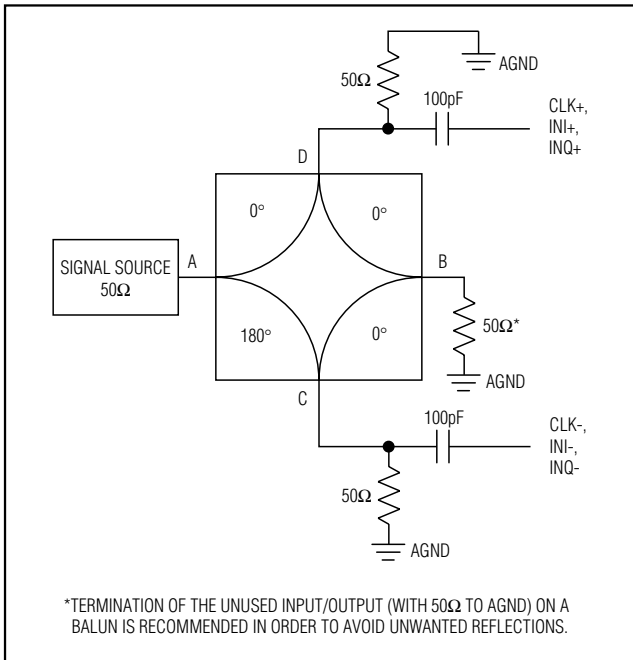 AGND
50Ω
100pF
CLK+,
INI+,
INQ+
D
0°
0°
SIGNAL SOURCE
50Ω
A
B
180°
0°
50Ω*
AGND
C
100pF
CLK-,
INI-,
INQ-
50Ω
AGND
*TERMINATION OF THE UNUSED INPUT/OUTPUT (WITH 50Ω TO AGND) ON A
BALUN IS RECOMMENDED IN ORDER TO AVOID UNWANTED REFLECTIONS.